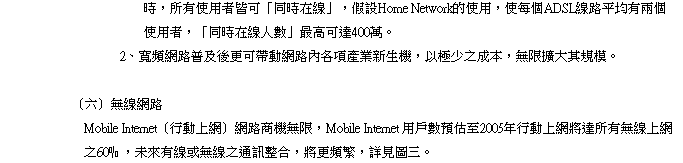 時，所有使用者皆可「同時在線」，假設Home Network的使用，使每個ADSL線路平均有兩個
使用者，「同時在線人數」最高可達400萬。
2、寬頻網路普及後更可帶動網路內各項產業新生機，以極少之成本，無限擴大其規模。
〔六〕無線網路
Mobile Internet〔行動上網〕網路商機無限，Mobile Internet 用戶數預估至2005年行動上網將達所有無線上網
之60%，未來有線或無線之通訊整合，將更頻繁，詳見圖三。